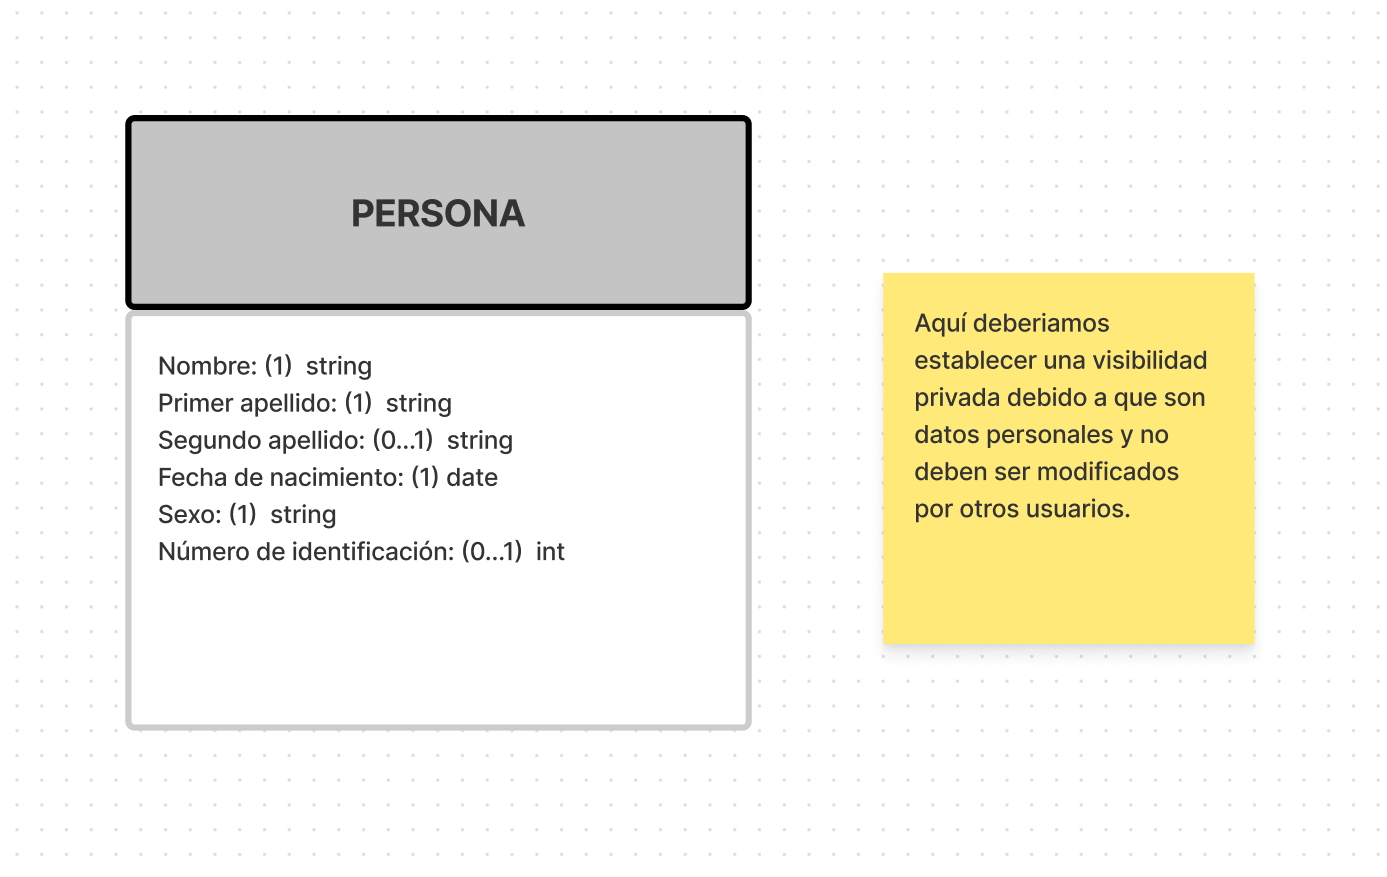 PERSONA
Nombre: (1)  string
Primer apellido: (1)  string
Segundo apellido: (0...1)  string
Fecha de nacimiento: (1) date
Sexo: (1)  string
Número de identificación: (0...1)  int
Aquí deberiamos
establecer una visibilidad
privada debido a que son
datos personales y no
deben ser modificados
por otros usuarios.